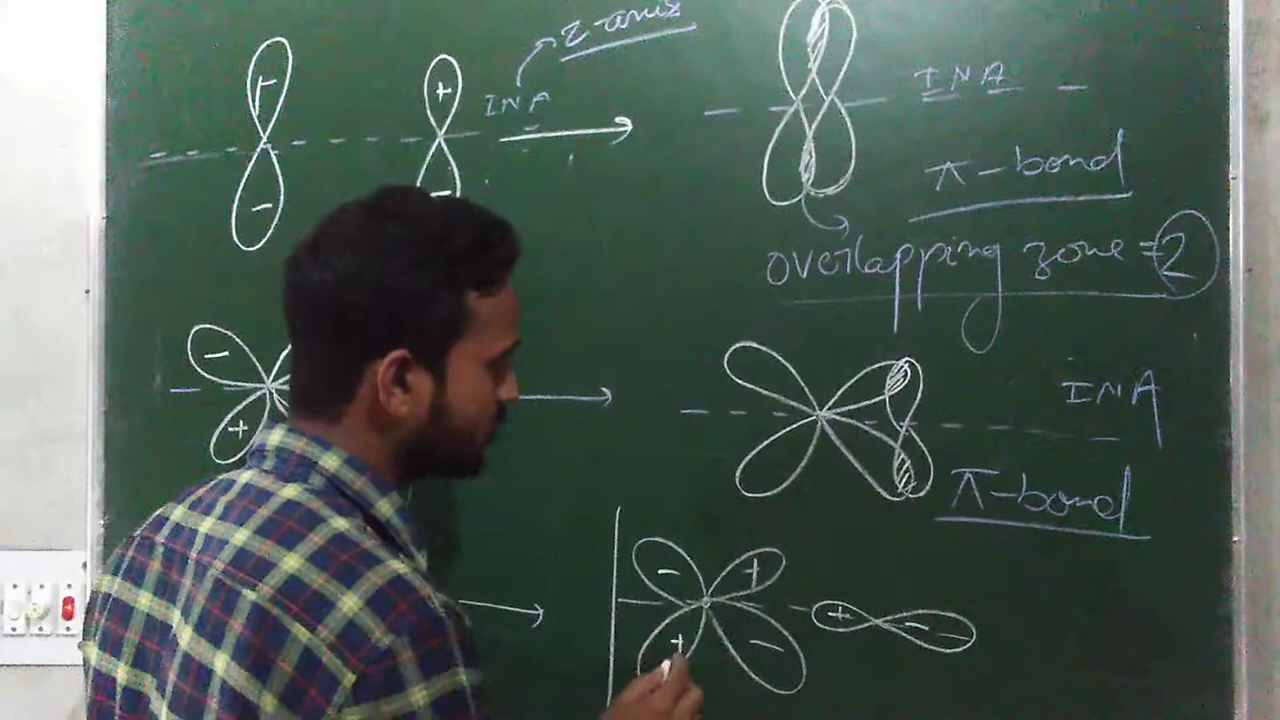 z-axis
+ + INA
- -
INA
π-bond
overlapping zone = 2
- +
INA
π-bond
- +
+ -
+ -